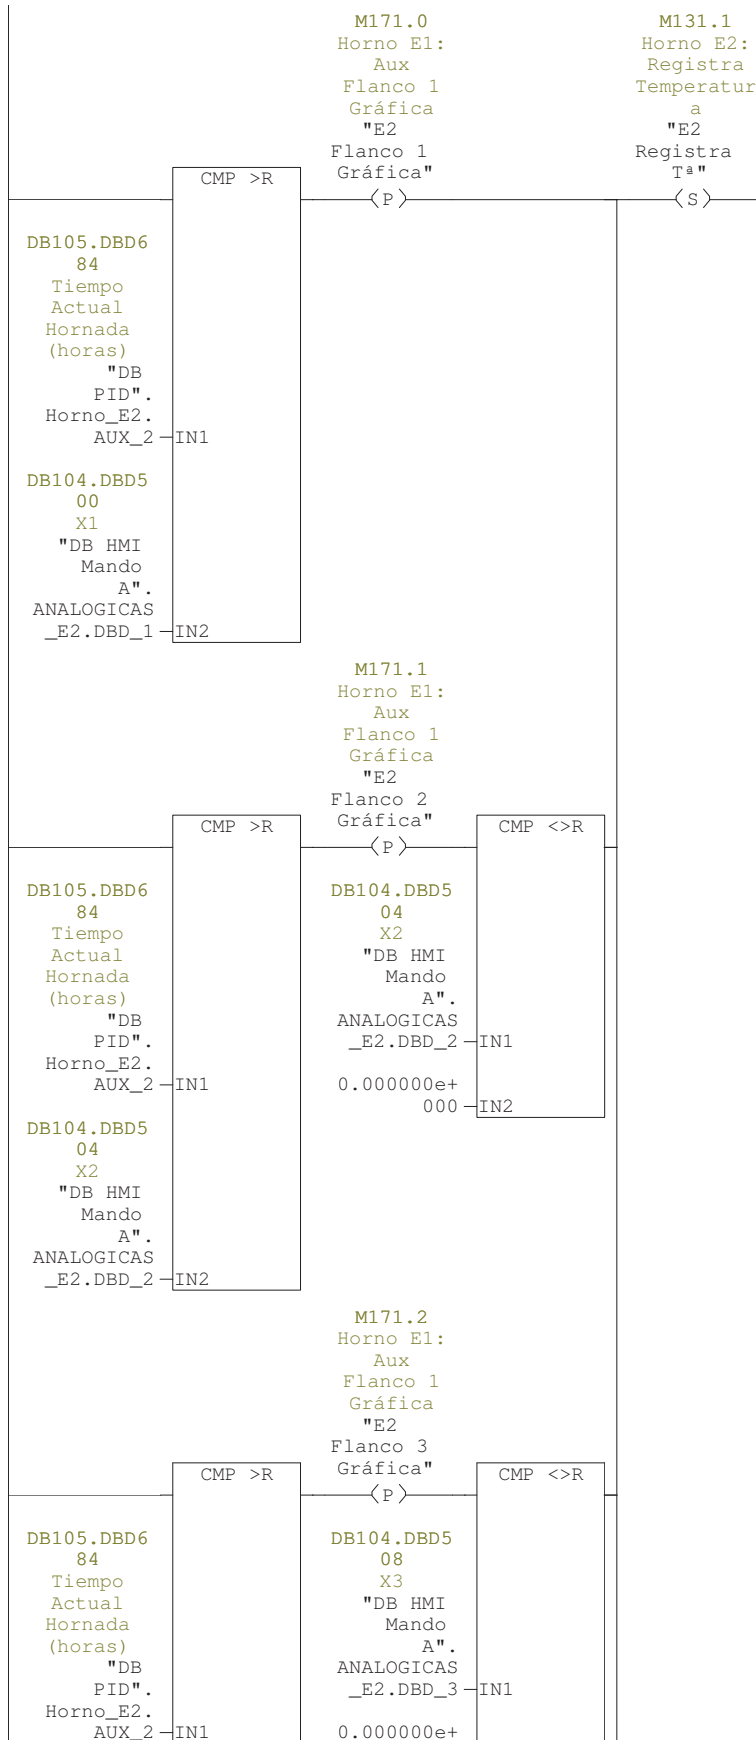 M171.0
Horno E1:
Aux
Flanco 1
Gráfica
"E2
Flanco 1
Gráfica"
P
M131.1
Horno E2:
Registra
Temperatur
a
"E2
Registra
Tª"
S
CMP >R
DB105.DBD6
84
Tiempo
Actual
Hornada
(horas)
"DB
PID".
Horno_E2.
AUX_2
IN1
DB104.DBD5
00
X1
"DB HMI
Mando
A".
ANALOGICAS
_E2.DBD_1
IN2
M171.1
Horno E1:
Aux
Flanco 1
Gráfica
"E2
Flanco 2
Gráfica"
P
CMP >R
DB105.DBD6
84
Tiempo
Actual
Hornada
(horas)
"DB
PID".
Horno_E2.
AUX_2
IN1
DB104.DBD5
04
X2
"DB HMI
Mando
A".
ANALOGICAS
_E2.DBD_2
IN2
CMP <>R
DB104.DBD5
04
X2
"DB HMI
Mando
A".
ANALOGICAS
_E2.DBD_2
IN1
0.000000e+
000
IN2
M171.2
Horno E1:
Aux
Flanco 1
Gráfica
"E2
Flanco 3
Gráfica"
P
CMP >R
DB105.DBD6
84
Tiempo
Actual
Hornada
(horas)
"DB
PID".
Horno_E2.
AUX_2
IN1
CMP <>R
DB104.DBD5
08
X3
"DB HMI
Mando
A".
ANALOGICAS
_E2.DBD_3
IN1
0.000000e+